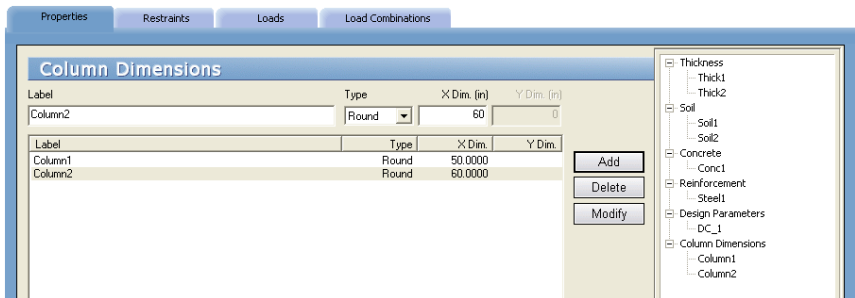 Properties Restraints Loads Load Combinations
Column Dimensions
Label Type X Dim. (in) Y Dim. (in)
Column2 Round 60 0
Label Type X Dim. Y Dim.
Column1 Round 50.0000
Column2 Round 60.0000
Add
Delete
Modify
Thickness
Thick1
Thick2
Soil
Soil1
Soil2
Concrete
Conc1
Reinforcement
Steel1
Design Parameters
DC_1
Column Dimensions
Column1
Column2